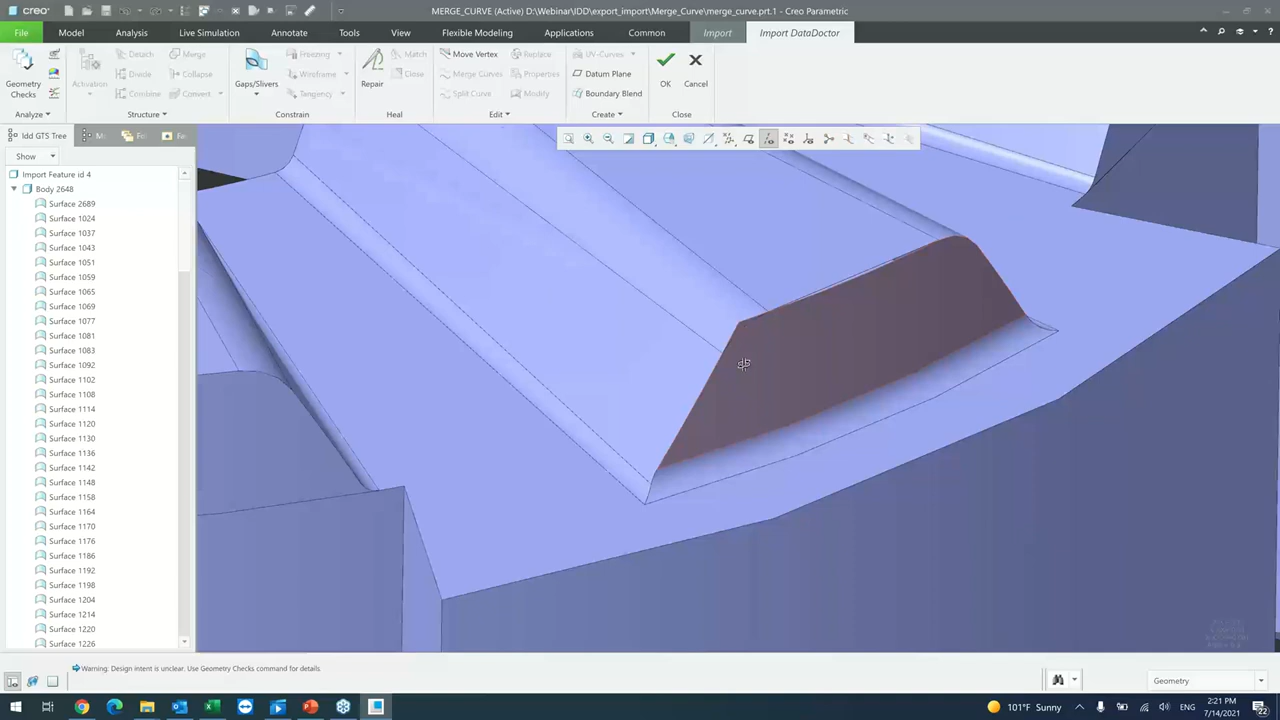 creo
MERGE_CURVE (Active) D:\Webinar\IDD\export_import\Merge_Curve\merge_curve.prt.1 - Creo Parametric
File Model Analysis Live Simulation Annotate Tools View Flexible Modeling Applications Common Import Import DataDoctor
Geometry Checks
Analyze
Activation
Detach
Divide
Combine
Merge
Collapse
Convert
Structure
Gaps/Slivers
Freezing
Wireframe
Tangency
Constrain
Repair
Match
Close
Heal
Move Vertex
Merge Curves
Split Curve
Replace
Properties
Modify
Edit
UV-Curves
Datum Plane
Boundary Blend
Create
OK
Cancel
Close
Idd GTS Tree
Show
Import Feature id 4
Body 2648
Surface 2689
Surface 1024
Surface 1037
Surface 1043
Surface 1051
Surface 1059
Surface 1065
Surface 1069
Surface 1077
Surface 1081
Surface 1083
Surface 1092
Surface 1102
Surface 1108
Surface 1114
Surface 1120
Surface 1130
Surface 1136
Surface 1142
Surface 1148
Surface 1158
Surface 1164
Surface 1170
Surface 1176
Surface 1186
Surface 1192
Surface 1198
Surface 1204
Surface 1214
Surface 1220
Surface 1226
Warning. Design intent is unclear. Use Geometry Checks command for details.
Geometry
101°F Sunny
ENG
2:21 PM
7/14/2021
22